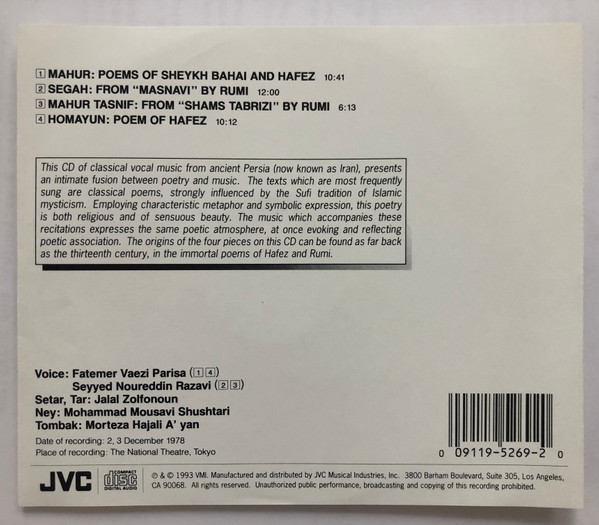 1 MAHUR: POEMS OF SHEYKH BAHAI AND HAFEZ 10:41
2 SEGAH: FROM “MASNAVI” BY RUMI 12:00
3 MAHUR TASNIF: FROM “SHAMS TABRIZI” BY RUMI 6:13
4 HOMAYUN: POEM OF HAFEZ 10:12
This CD of classical vocal music from ancient Persia (now known as Iran), presents
an intimate fusion between poetry and music. The texts which are most frequently
sung are classical poems, strongly influenced by the Sufi tradition of Islamic
mysticism. Employing characteristic metaphor and symbolic expression, this poetry
is both religious and of sensuous beauty. The music which accompanies these
recitations expresses the same poetic atmosphere, at once evoking and reflecting
poetic association. The origins of the four pieces on this CD can be found as far back
as the thirteenth century, in the immortal poems of Hafez and Rumi.
Voice: Fatemer Vaezi Parisa (1 4)
Seyyed Noureddin Razavi (2 3)
Setar, Tar: Jalal Zolfonoun
Ney: Mohammad Mousavi Shushtari
Tombak: Morteza Hajali A’ yan
Date of recording: 2, 3 December 1978
Place of recording: The National Theatre, Tokyo
0 09119-5269-2 0
JVC
COMPACT
disc
DIGITAL AUDIO
℗ & © 1993 VMI. Manufactured and distributed by JVC Musical Industries, Inc. 3800 Barham Boulevard, Suite 305, Los Angeles,
CA 90068. All rights reserved. Unauthorized public performance, broadcasting and copying of this recording prohibited.